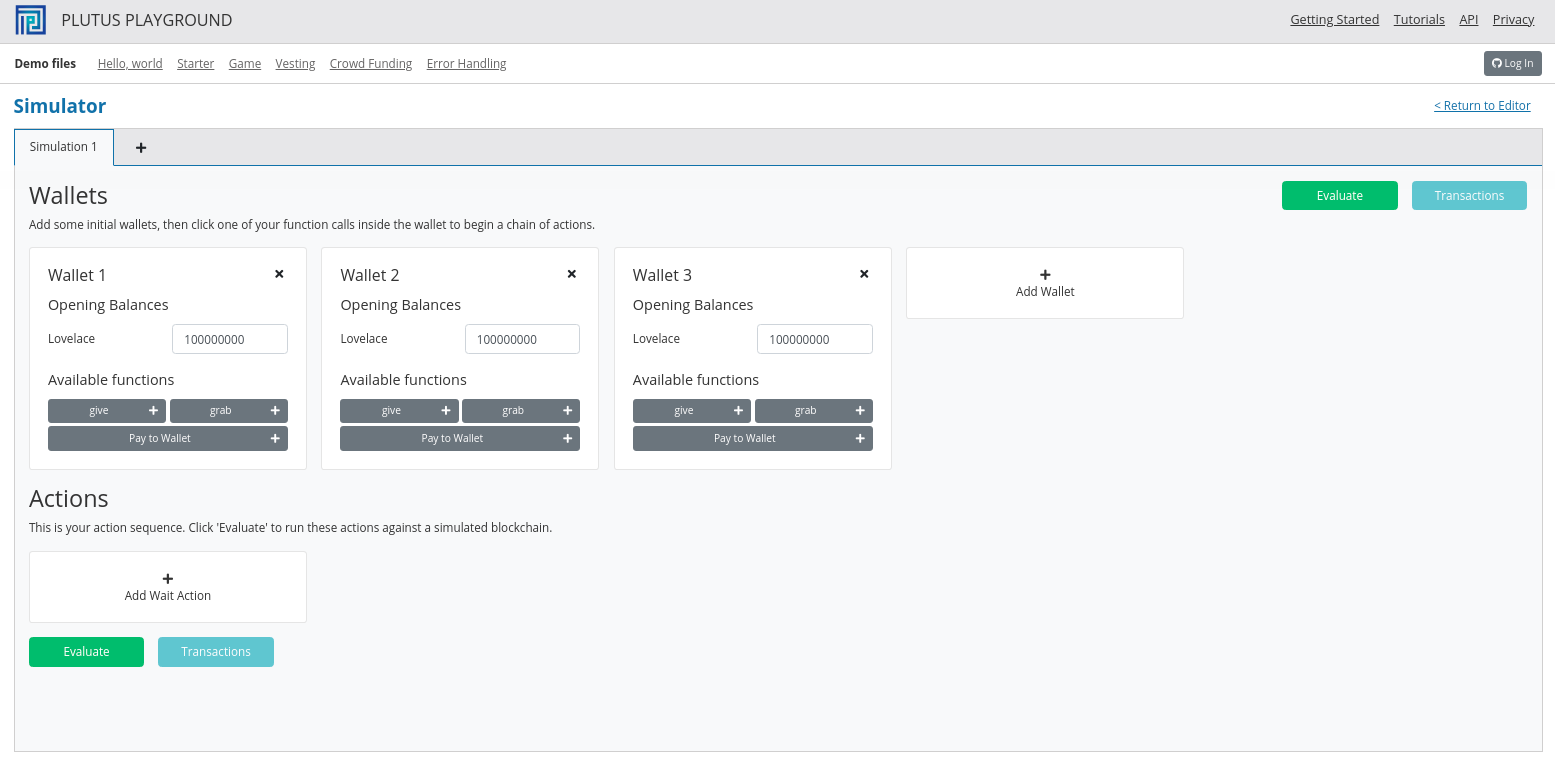 PLUTUS PLAYGROUND
Getting Started Tutorials API Privacy
Demo files Hello, world Starter Game Vesting Crowd Funding Error Handling
Log In
Simulator
< Return to Editor
Simulation 1 +
Wallets
Evaluate Transactions
Add some initial wallets, then click one of your function calls inside the wallet to begin a chain of actions.
Wallet 1
Opening Balances
Lovelace 100000000
Available functions
give + grab +
Pay to Wallet +
Wallet 2
Opening Balances
Lovelace 100000000
Available functions
give + grab +
Pay to Wallet +
Wallet 3
Opening Balances
Lovelace 100000000
Available functions
give + grab +
Pay to Wallet +
+
Add Wallet
Actions
This is your action sequence. Click 'Evaluate' to run these actions against a simulated blockchain.
+
Add Wait Action
Evaluate Transactions